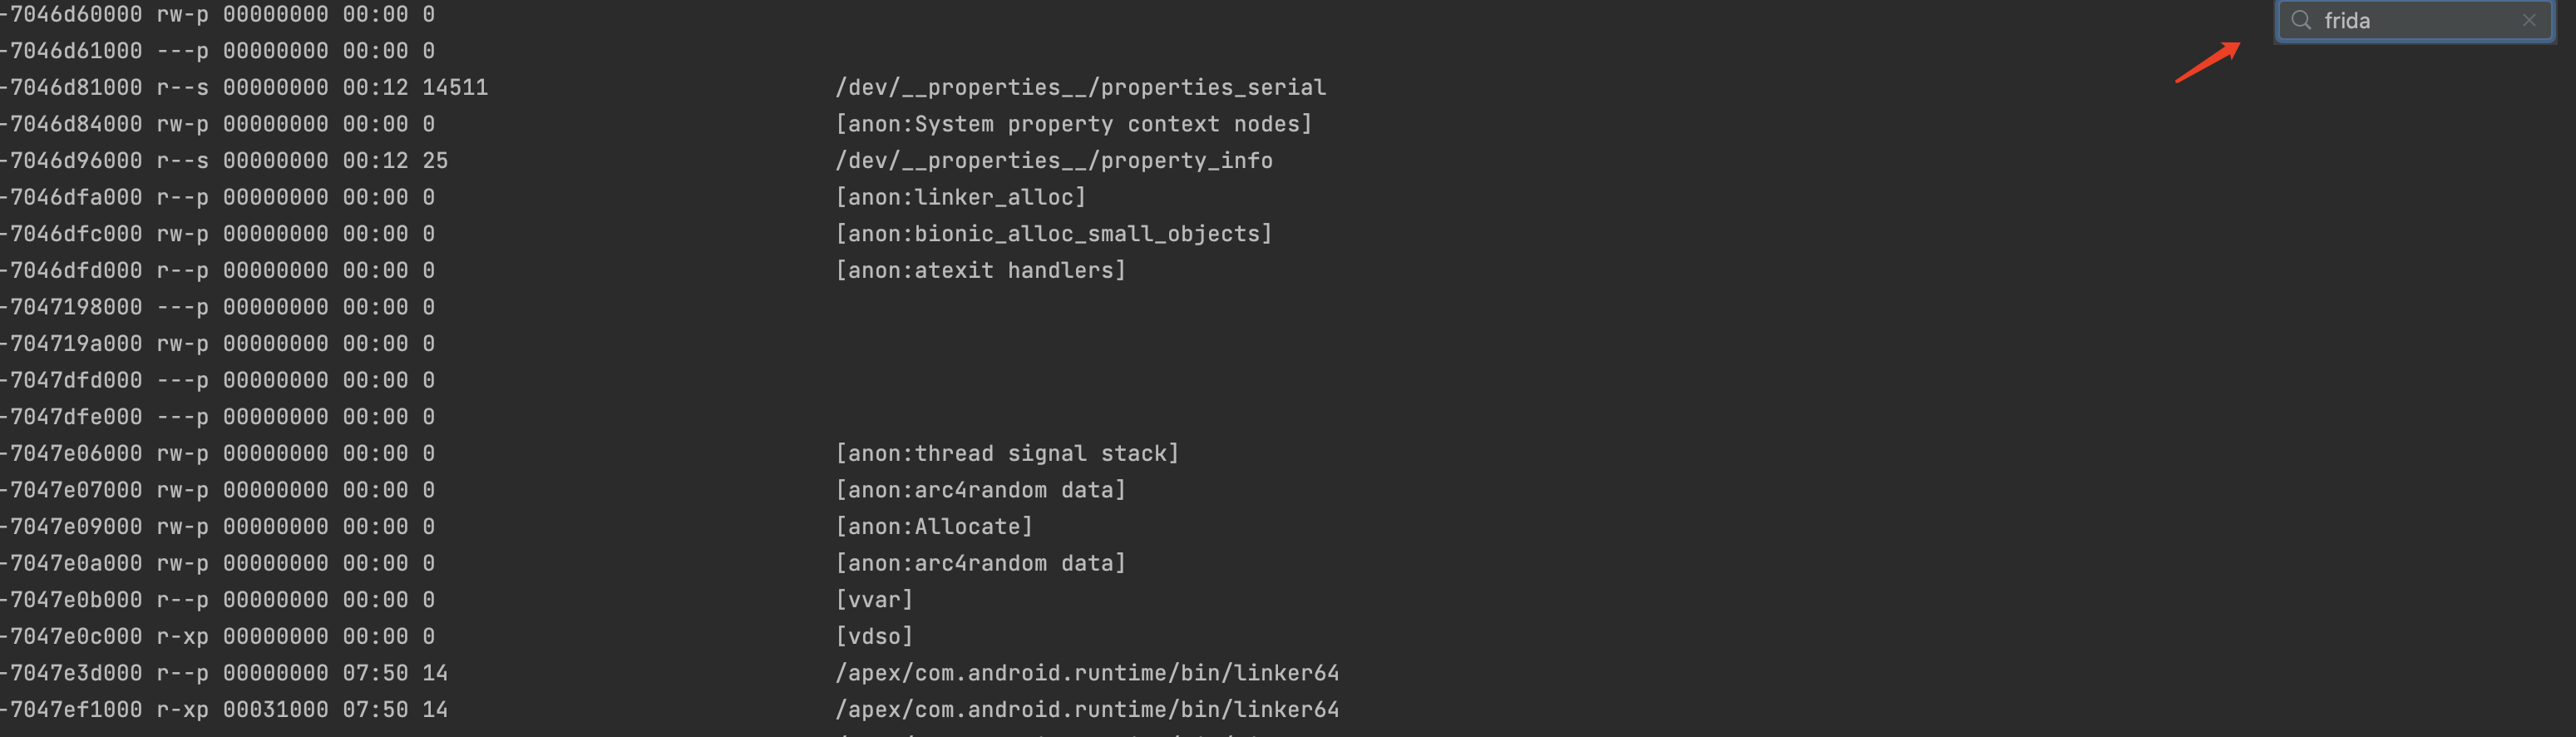 -7046d60000 rw-p 00000000 00:00 0
frida
-7046d61000 ---p 00000000 00:00 0
-7046d81000 r--s 00000000 00:12 14511 /dev/__properties__/properties_serial
-7046d84000 rw-p 00000000 00:00 0 [anon:System property context nodes]
-7046d96000 r--s 00000000 00:12 25 /dev/__properties__/property_info
-7046dfa000 r--p 00000000 00:00 0 [anon:linker_alloc]
-7046dfc000 rw-p 00000000 00:00 0 [anon:bionic_alloc_small_objects]
-7046dfd000 r--p 00000000 00:00 0 [anon:atexit handlers]
-7047198000 ---p 00000000 00:00 0
-704719a000 rw-p 00000000 00:00 0
-7047dfd000 ---p 00000000 00:00 0
-7047dfe000 ---p 00000000 00:00 0
-7047e06000 rw-p 00000000 00:00 0 [anon:thread signal stack]
-7047e07000 rw-p 00000000 00:00 0 [anon:arc4random data]
-7047e09000 rw-p 00000000 00:00 0 [anon:Allocate]
-7047e0a000 rw-p 00000000 00:00 0 [anon:arc4random data]
-7047e0b000 r--p 00000000 00:00 0 [vvar]
-7047e0c000 r-xp 00000000 00:00 0 [vdso]
-7047e3d000 r--p 00000000 07:50 14 /apex/com.android.runtime/bin/linker64
-7047ef1000 r-xp 00031000 07:50 14 /apex/com.android.runtime/bin/linker64